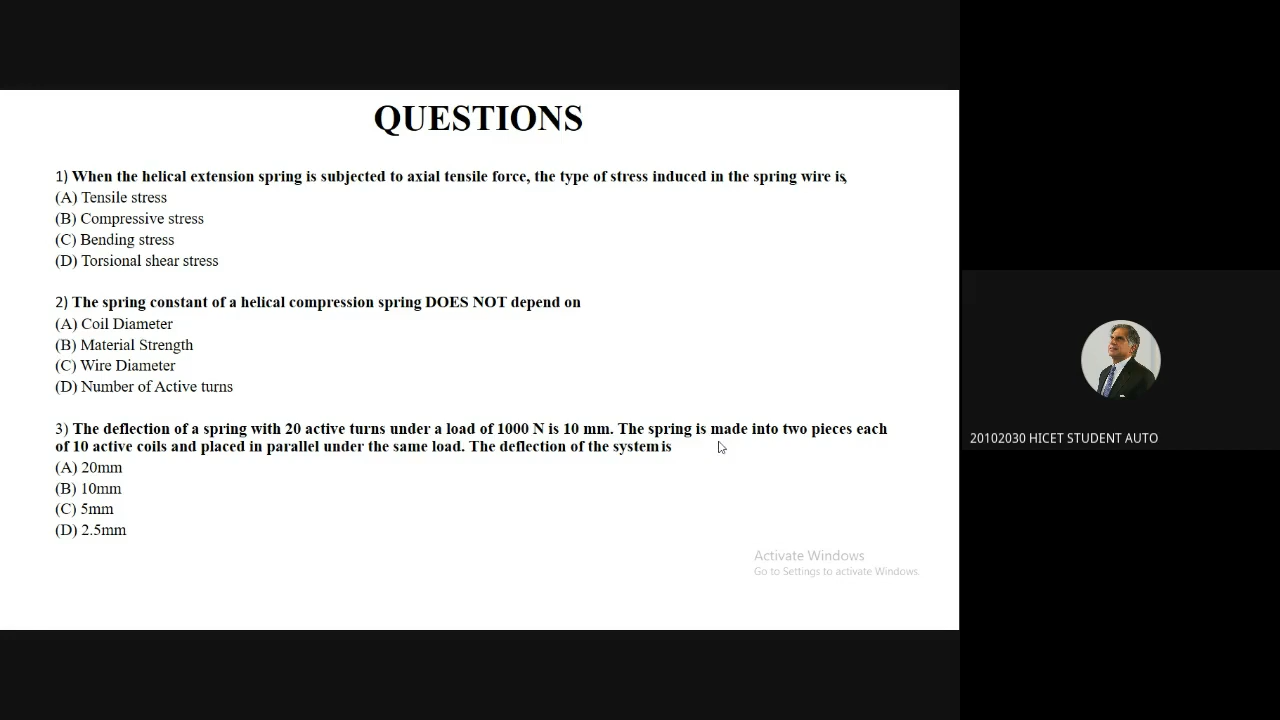 QUESTIONS
1) When the helical extension spring is subjected to axial tensile force, the type of stress induced in the spring wire is,
(A) Tensile stress
(B) Compressive stress
(C) Bending stress
(D) Torsional shear stress
2) The spring constant of a helical compression spring DOES NOT depend on
(A) Coil Diameter
(B) Material Strength
(C) Wire Diameter
(D) Number of Active turns
3) The deflection of a spring with 20 active turns under a load of 1000 N is 10 mm. The spring is made into two pieces each
of 10 active coils and placed in parallel under the same load. The deflection of the system is
(A) 20mm
(B) 10mm
(C) 5mm
(D) 2.5mm
Activate Windows
Go to Settings to activate Windows.
20102030 HICET STUDENT AUTO